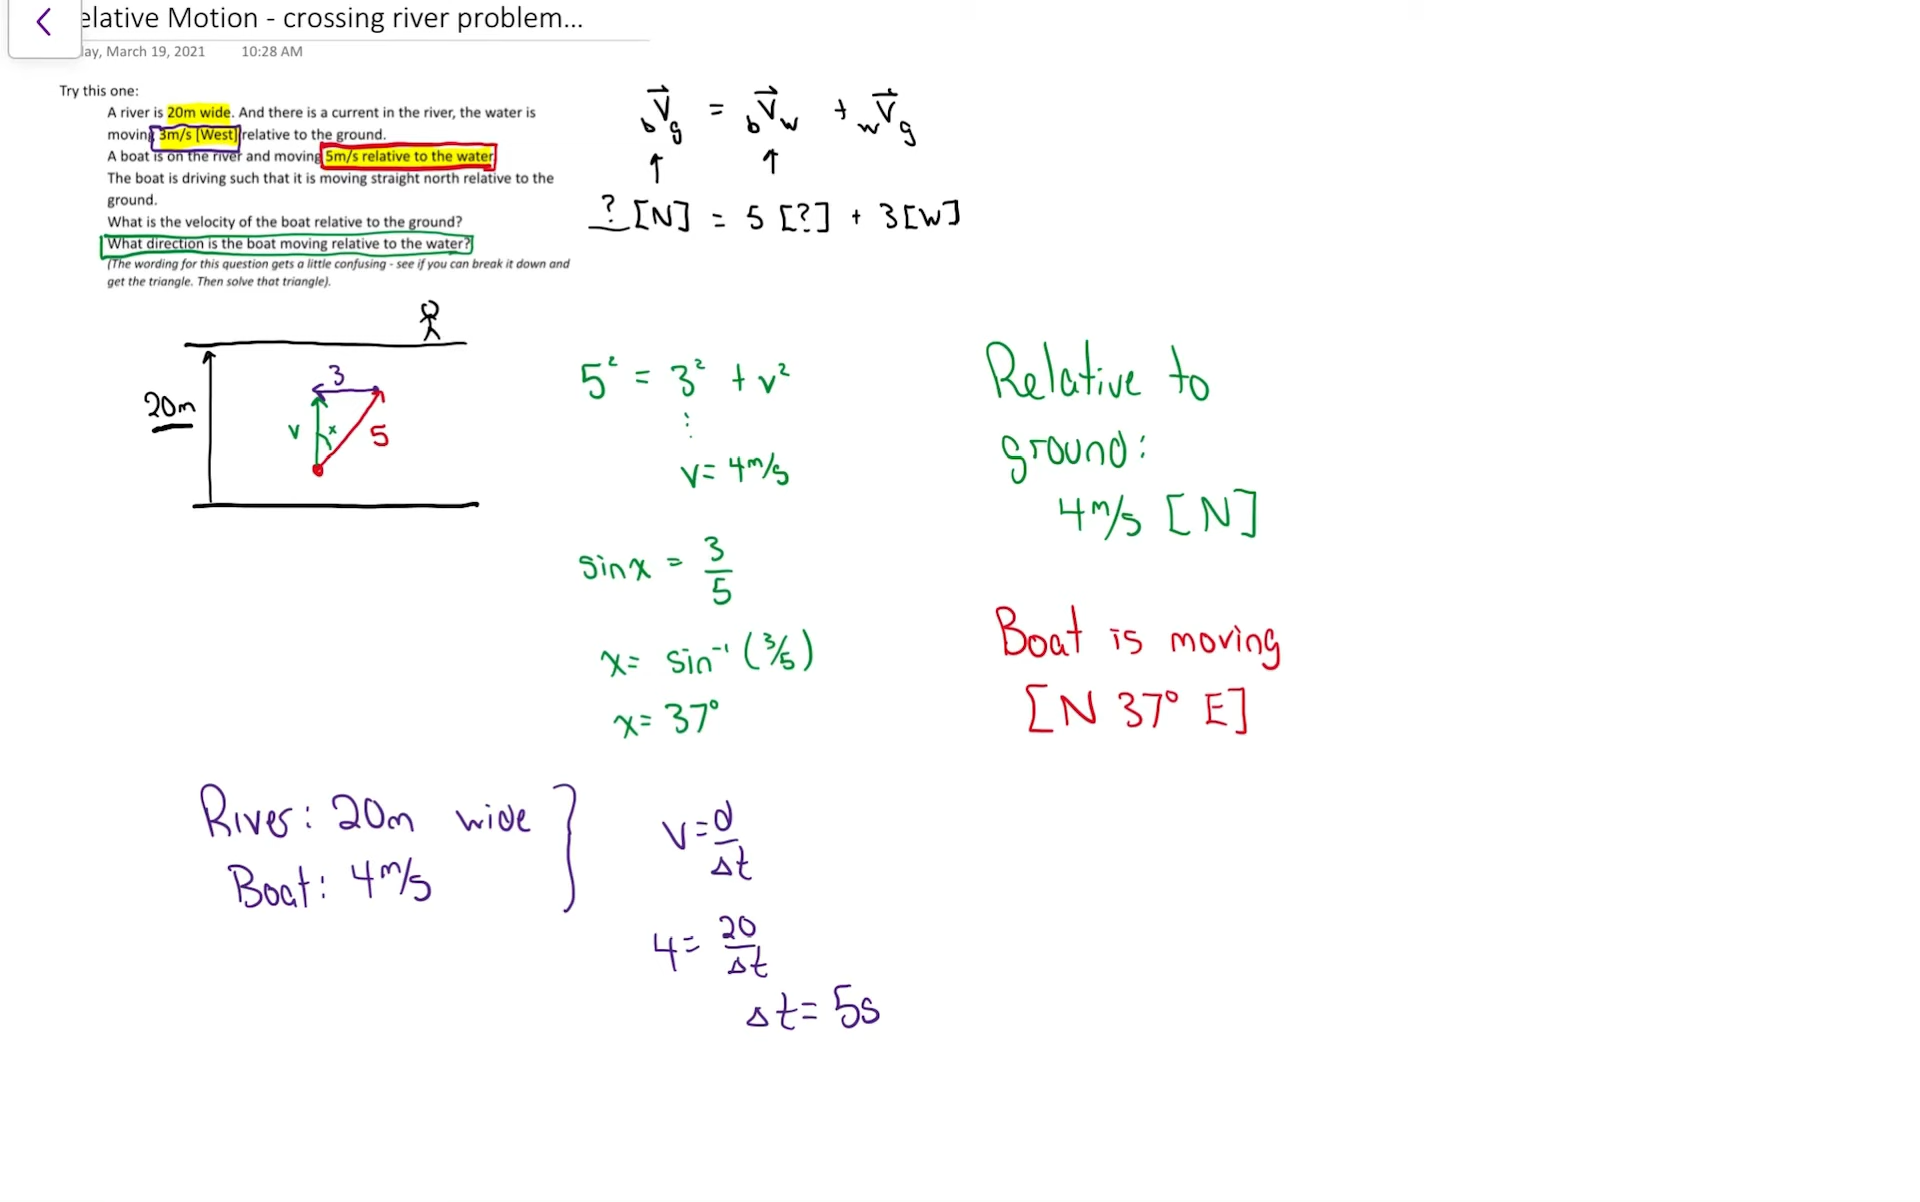 elative Motion - crossing river problem...
ay, March 19, 2021 10:28 AM
Try this one:
A river is 20m wide. And there is a current in the river, the water is
moving 3m/s [West] relative to the ground.
A boat is on the river and moving 5m/s relative to the water
The boat is driving such that it is moving straight north relative to the
ground.
What is the velocity of the boat relative to the ground?
What direction is the boat moving relative to the water?
(The wording for this question gets a little confusing - see if you can break it down and
get the triangle. Then solve that triangle).
bVg = bVw + wVg
? [N] = 5 [?] + 3[W]
20m
3
v
x
5
5² = 3² + v²
⋮
v= 4m/s
sinx = 3/5
x= sin⁻¹ (3/5)
x= 37°
Relative to
ground:
4m/s [N]
Boat is moving
[N 37° E]
River: 20m wide
Boat: 4m/s
v= d/Δt
4= 20/Δt
Δt= 5s